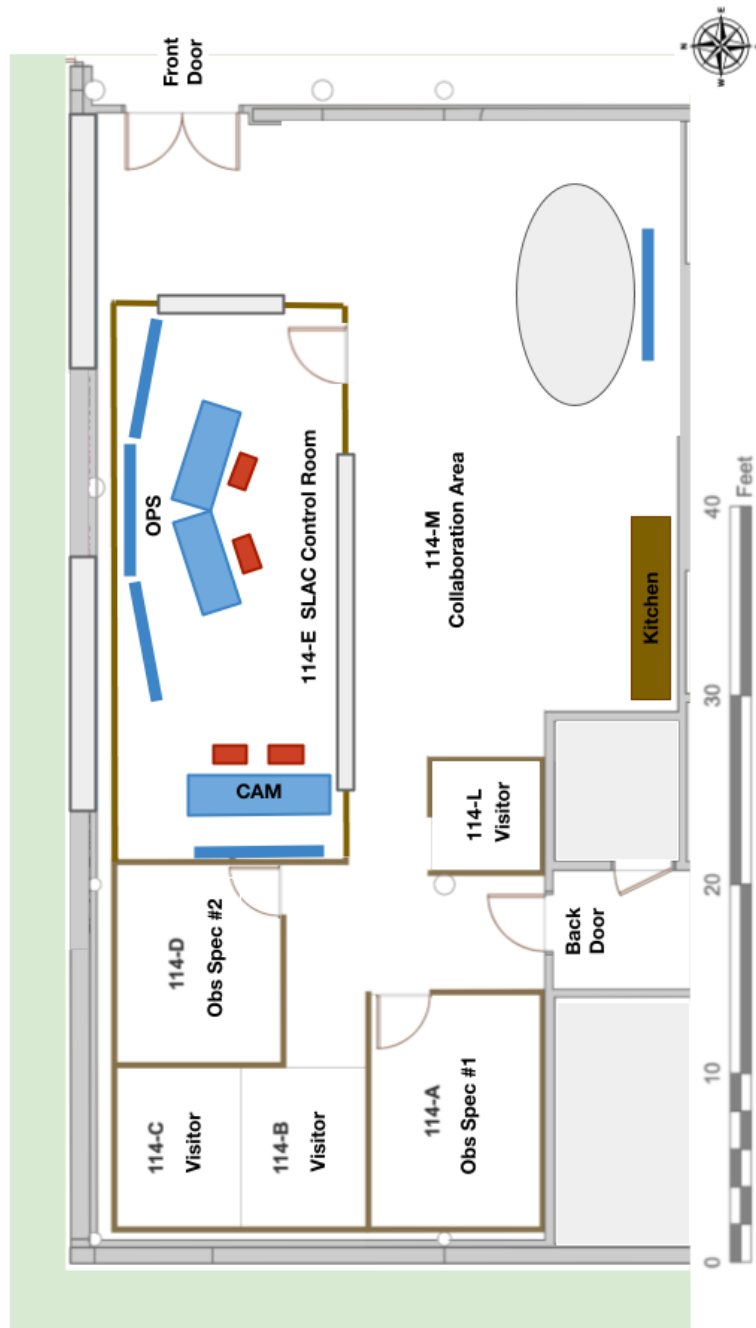 Front
Door
OPS
114-C
Visitor
114-D
Obs Spec #2
CAM
114-E SLAC Control Room
114-B
Visitor
114-A
Obs Spec #1
114-L
Visitor
114-M
Collaboration Area
Back
Door
Kitchen
N
W
E
0
10
20
30
40
Feet